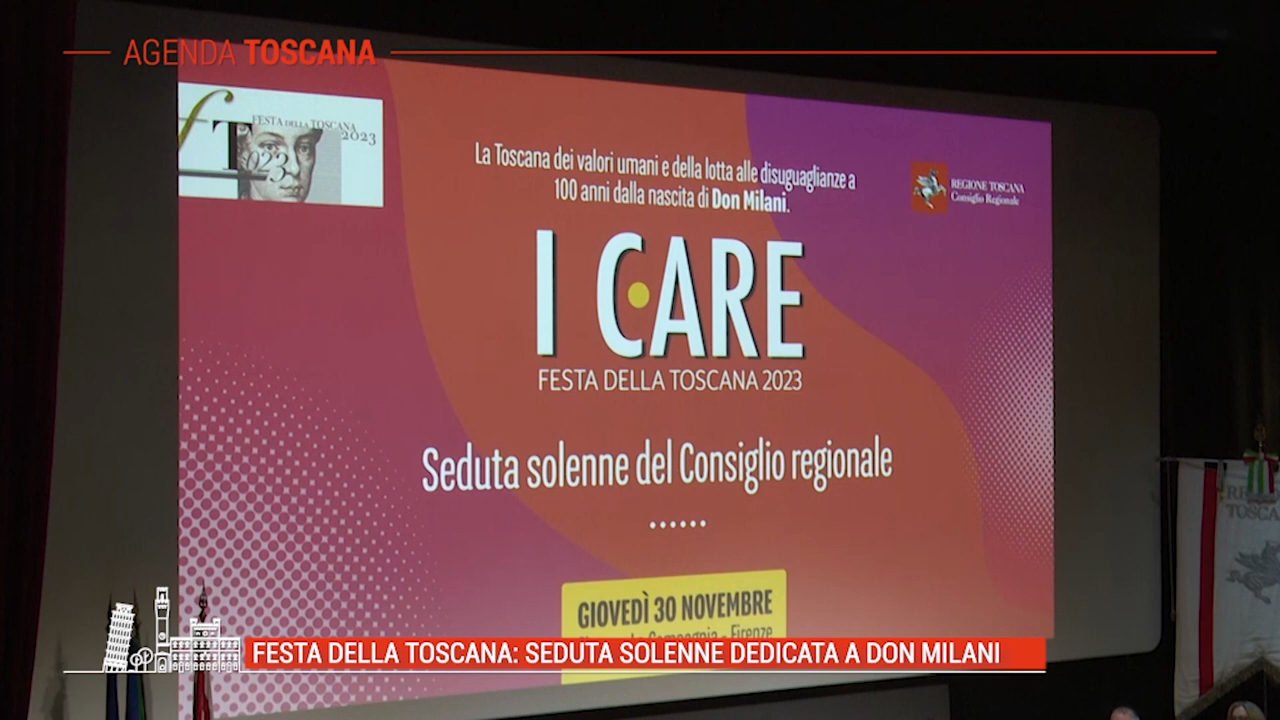 AGENDA TOSCANA
FESTA DELLA TOSCANA
2023
fT
2023
La Toscana dei valori umani e della lotta alle disuguaglianze a
100 anni dalla nascita di Don Milani.
REGIONE TOSCANA
Consiglio Regionale
I CARE
FESTA DELLA TOSCANA 2023
Seduta solenne del Consiglio regionale
......
GIOVEDÌ 30 NOVEMBRE
Firenze
FESTA DELLA TOSCANA: SEDUTA SOLENNE DEDICATA A DON MILANI